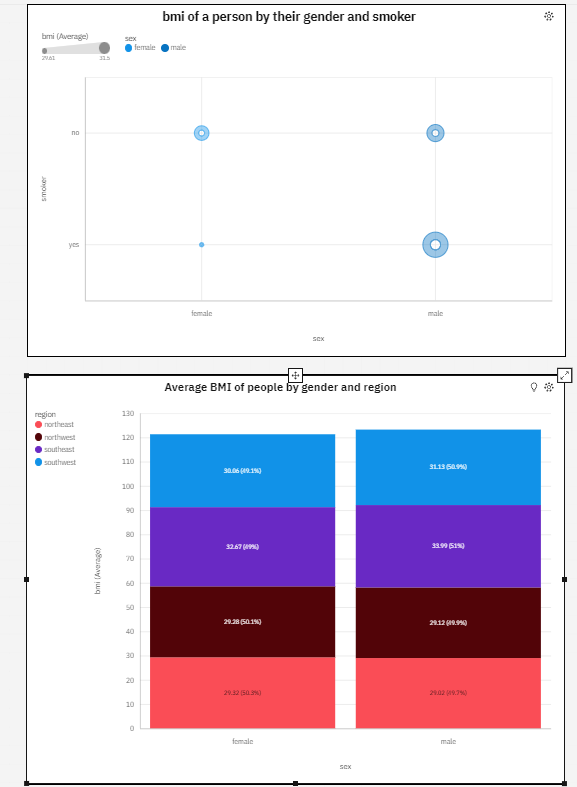 bmi of a person by their gender and smoker
bmi (Average)
29.61 31.5
sex
female male
smoker
no
yes
female male
sex
Average BMI of people by gender and region
region
northeast
northwest
southeast
southwest
bmi (Average)
130
120
110
100
90
80
70
60
50
40
30
20
10
0
30.86 (49.1%) 31.13 (50.9%)
32.67 (49%) 33.99 (51%)
29.28 (50.1%) 29.12 (49.9%)
29.32 (50.3%) 29.02 (49.7%)
female male
sex